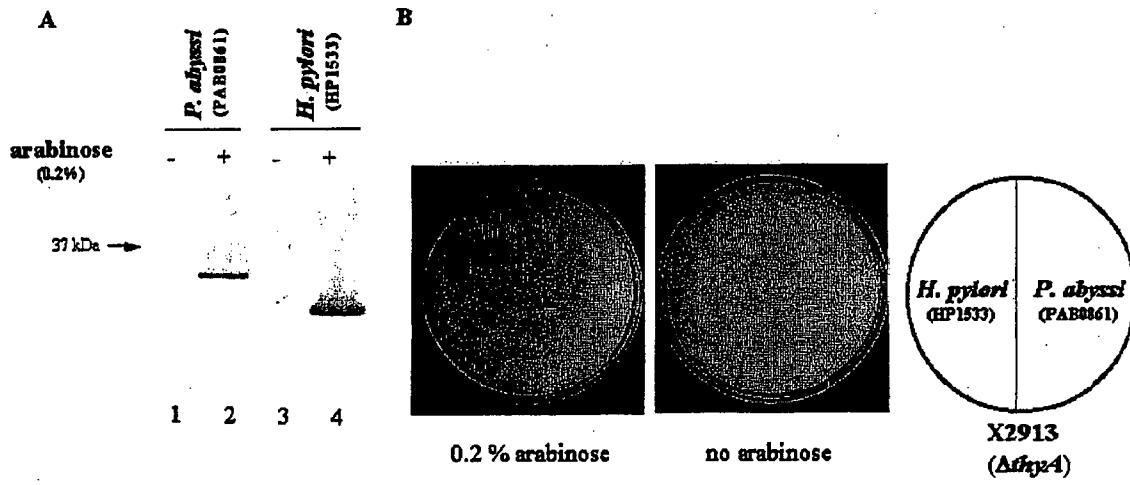 A
B
P. abyssi
(PAB0861)
H. pylori
(HP1533)
arabinose
(0.2%)
- + - +
37 kDa
1 2 3 4
0.2 % arabinose
no arabinose
H. pylori
(HP1533)
P. abyssi
(PAB0861)
X2913
(ΔthyA)